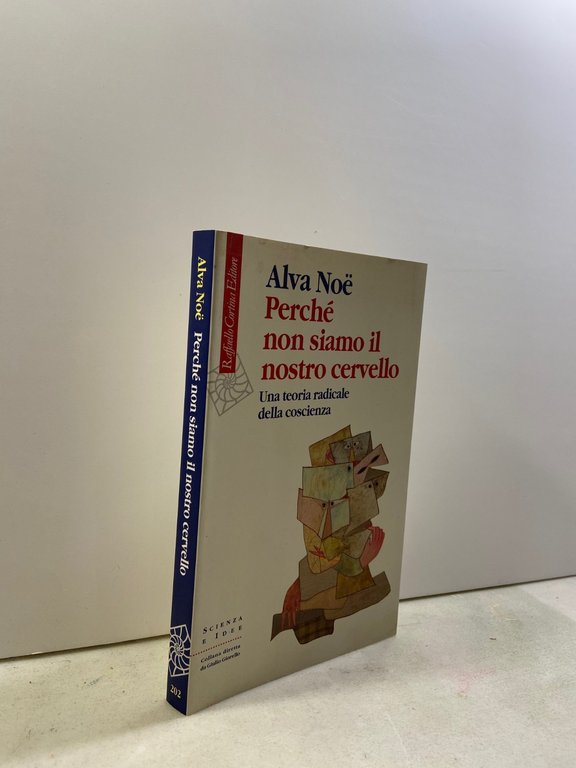 Alva Noë Perché non siamo il nostro cervello
202
Raffaello Cortina Editore
Alva Noë
Perché
non siamo il
nostro cervello
Una teoria radicale
della coscienza
SCIENZA
E IDEE
Collana diretta
da Giulio Giorello